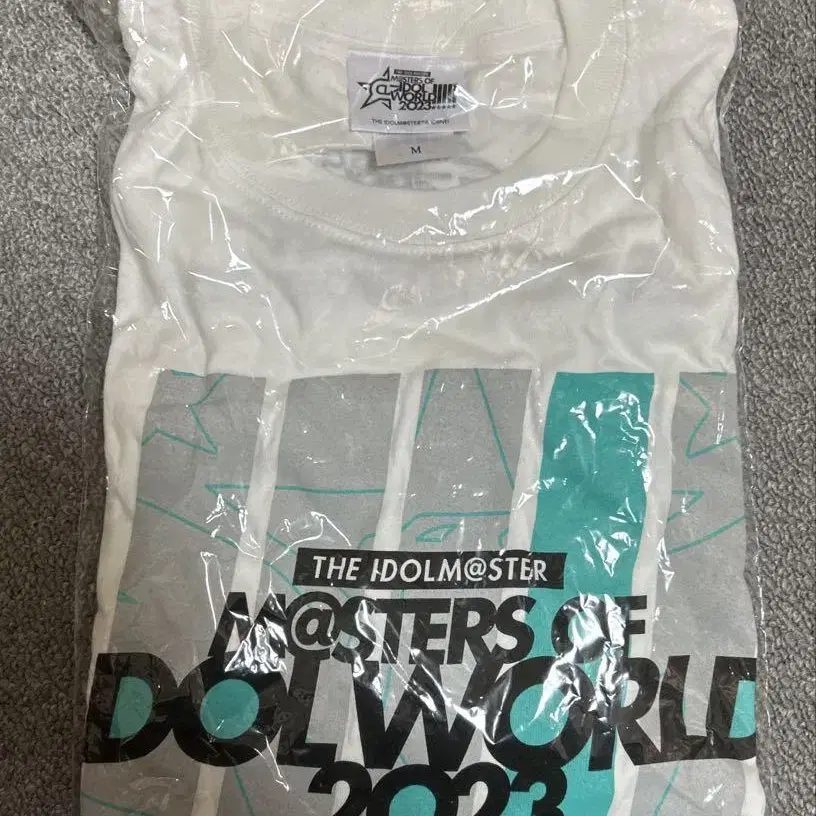 THE IDOLM@STER
M@STERS OF
IDOL
WORLD!!!!!
2023
M
THE IDOLM@STER
M@STERS OF
IDOL WORLD
2023